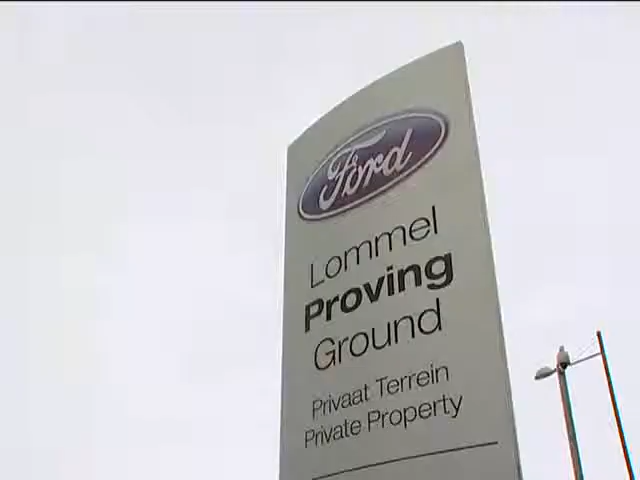 Ford
Lommel
Proving
Ground
Privaat Terrein
Private Property